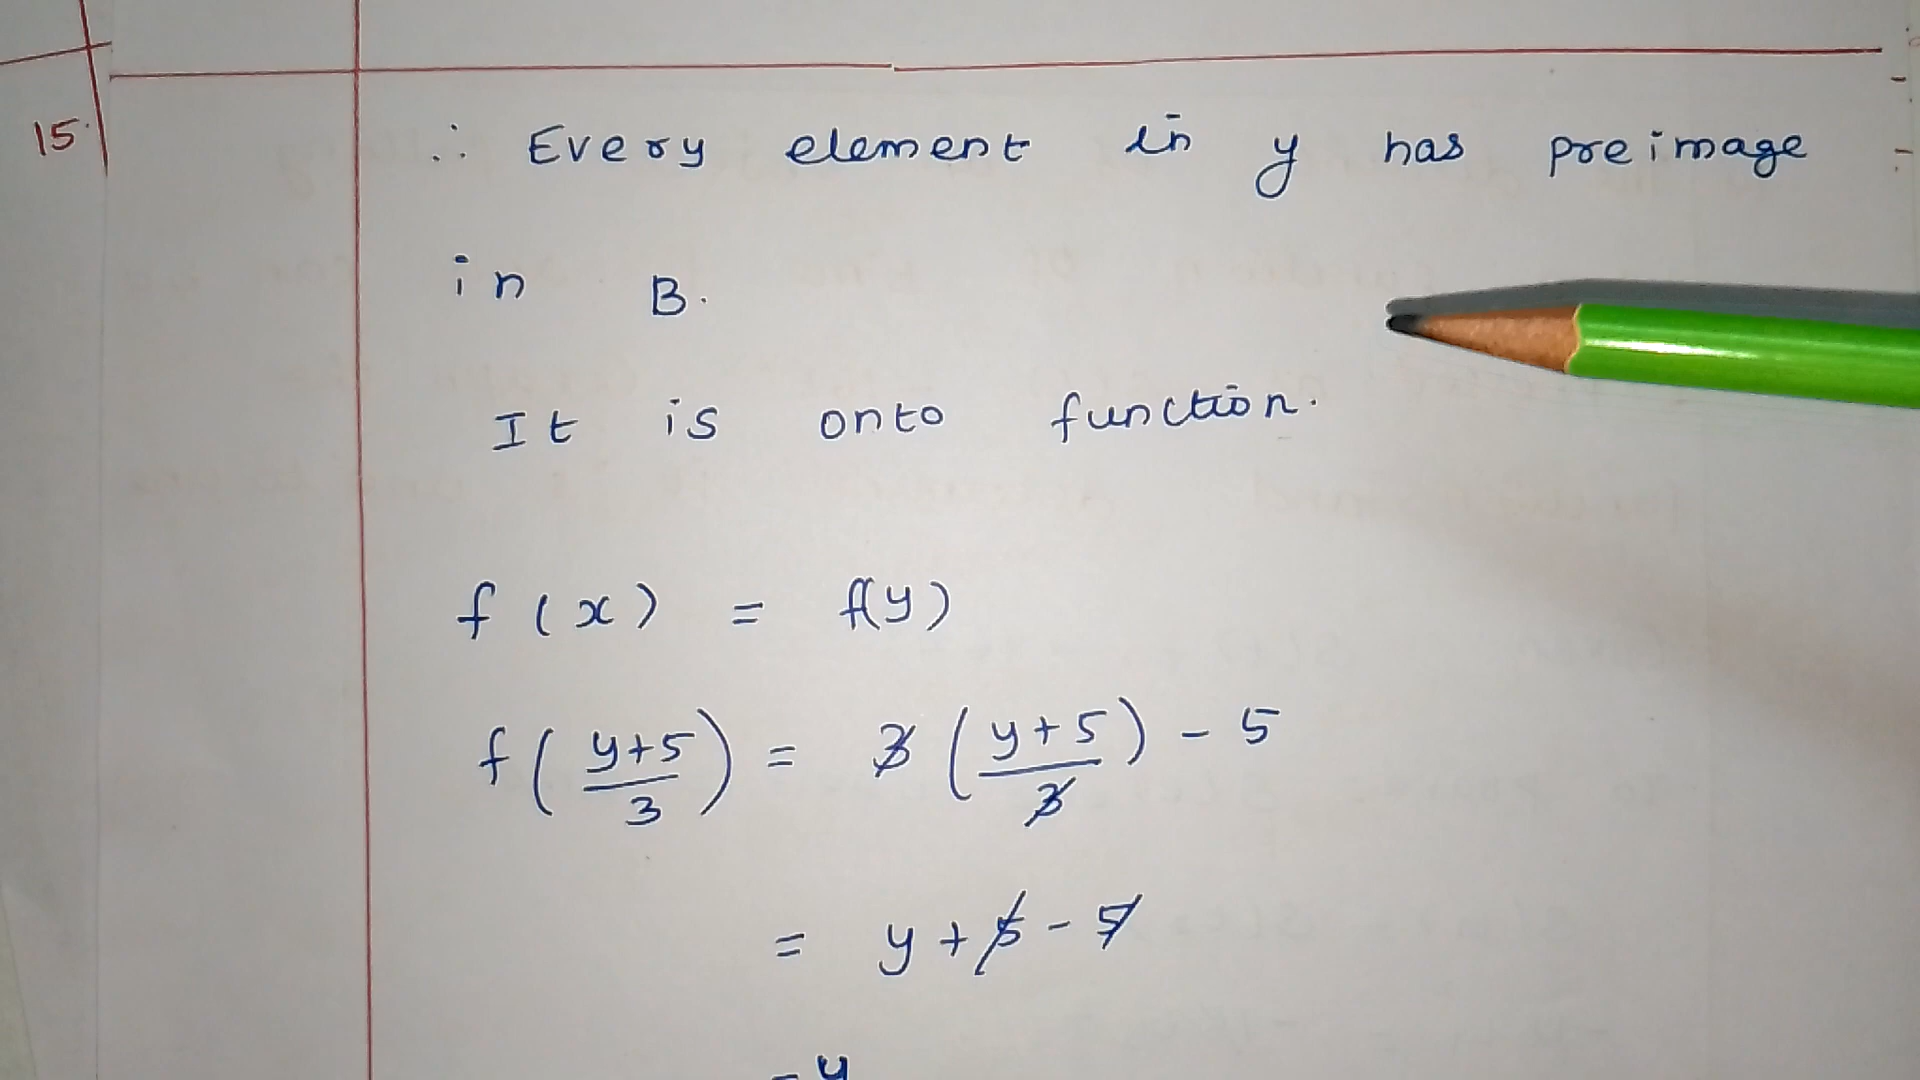 15.
∴ Every element in y has preimage
in B.
It is onto function.
f(x) = f(y)
f((y+5)/3) = 3((y+5)/3) - 5
= y + 5 - 5
= y